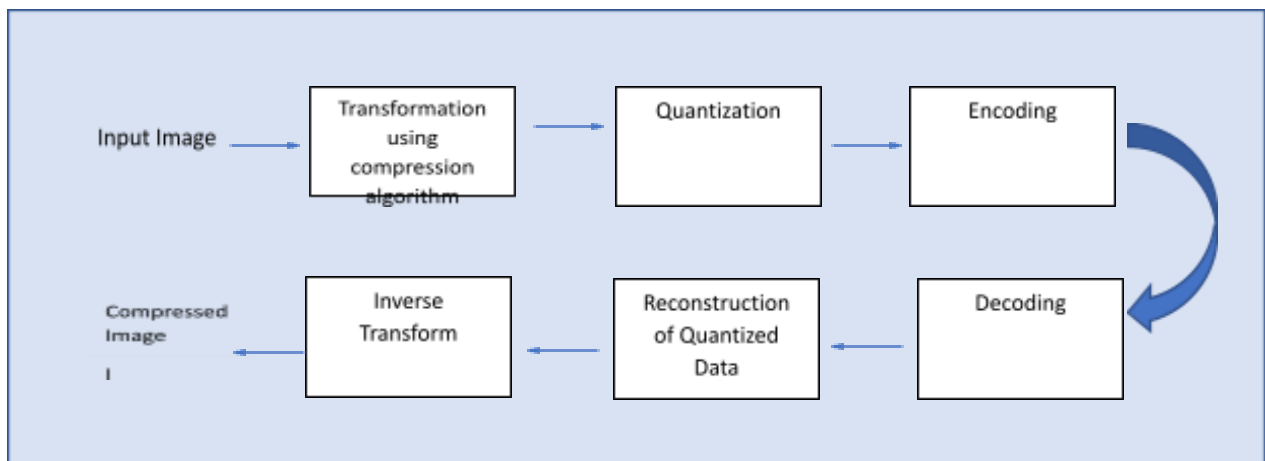 Input Image
Transformation
using
compression
algorithm
Quantization
Encoding
Compressed
Image
I
Inverse
Transform
Reconstruction
of Quantized
Data
Decoding